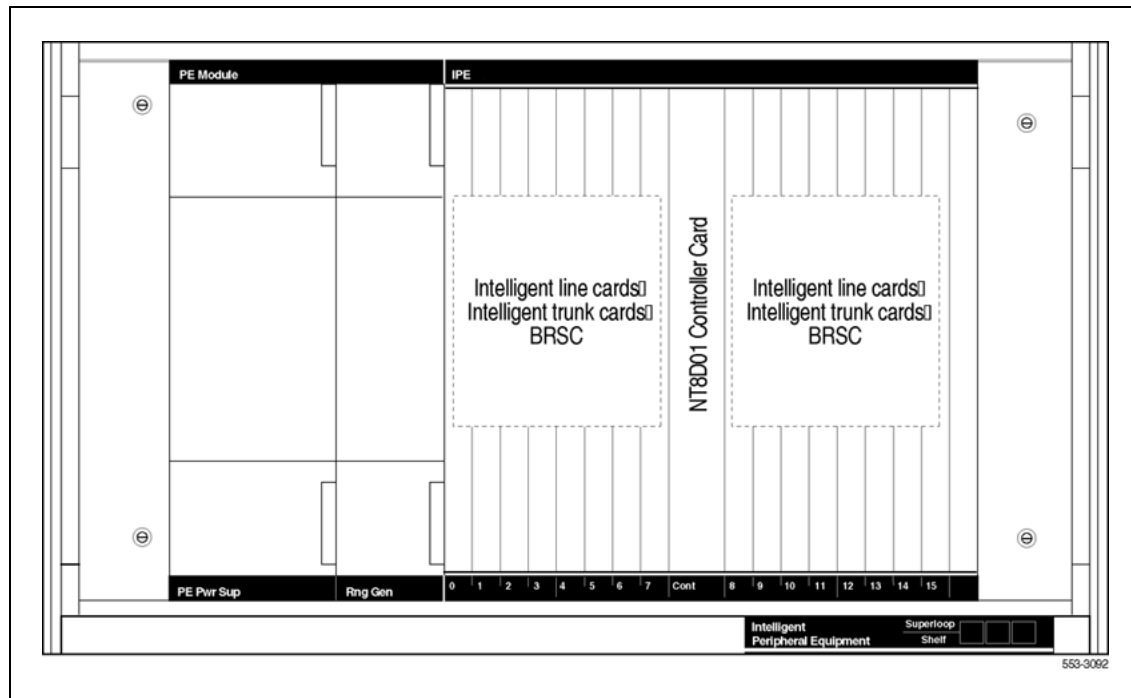 PE Module
IPE
NT8D01 Controller Card
Intelligent line cards▯
Intelligent trunk cards▯
BRSC
Intelligent line cards▯
Intelligent trunk cards▯
BRSC
PE Pwr Sup
Rng Gen
0 1 2 3 4 5 6 7 Cont 8 9 10 11 12 13 14 15
Intelligent
Peripheral Equipment
Superloop
Shelf
553-3092